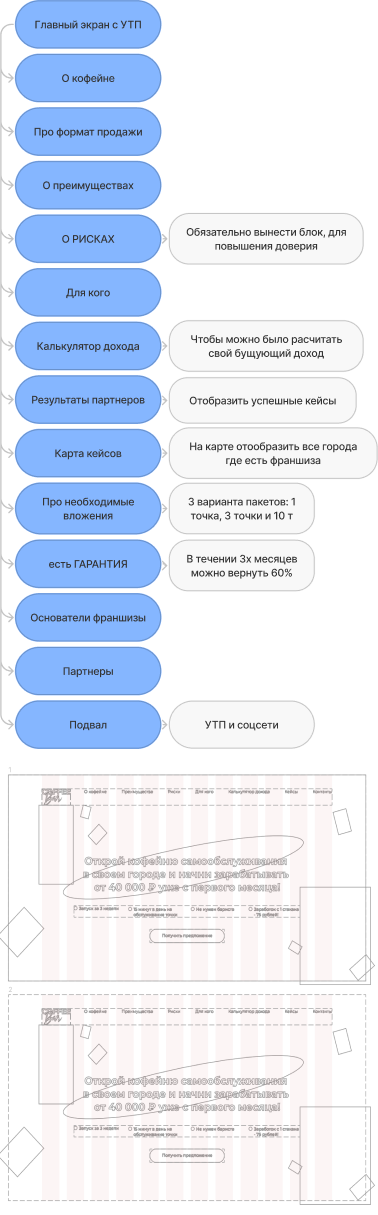 Главный экран с УТП
О кофейне
Про формат продажи
О преимуществах
О РИСКАХ
Обязательно вынести блок, для
повышения доверия
Для кого
Калькулятор дохода
Чтобы можно было расчитать
свой бущующий доход
Результаты партнеров
Отобразить успешные кейсы
Карта кейсов
На карте отообразить все города
где есть франшиза
Про необходимые
вложения
3 варианта пакетов: 1
точка, 3 точки и 10 т
есть ГАРАНТИЯ
В течении 3х месяцев
можно вернуть 60%
Основатели франшизы
Партнеры
Подвал
УТП и соцсети
1
О кофейне Преимущества Риски Для кого Калькулятор дохода Кейсы Контакты
Открой кофейню самообслуживания
в своем городе и начни зарабатывать
от 40 000 ₽ уже с первого месяца!
Запуск за 3 недели 15 минут в день на Не нужен бариста Заработок с 1 стакана
обслуживание точки 75 рублей!
Получить предложение
2
О кофейне Преимущества Риски Для кого Калькулятор дохода Кейсы Контакты
Открой кофейню самообслуживания
в своем городе и начни зарабатывать
от 40 000 ₽ уже с первого месяца!
Запуск за 3 недели 15 минут в день на Не нужен бариста Заработок с 1 стакана
обслуживание точки 75 рублей!
Получить предложение